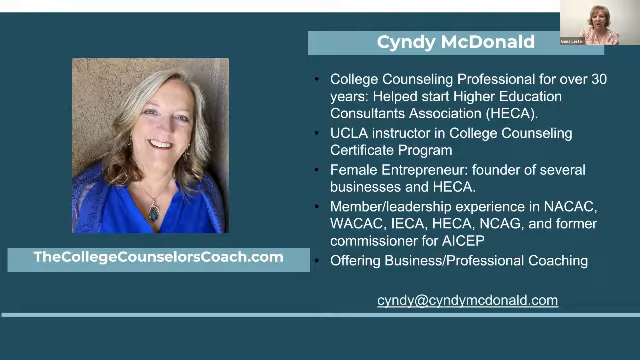 Cyndy McDonald
College Counseling Professional for over 30
years: Helped start Higher Education
Consultants Association (HECA).
UCLA instructor in College Counseling
Certificate Program
Female Entrepreneur: founder of several
businesses and HECA.
Member/leadership experience in NACAC,
WACAC, IECA, HECA, NCAG, and former
commissioner for AICEP
Offering Business/Professional Coaching
cyndy@cyndymcdonald.com
TheCollegeCounselorsCoach.com